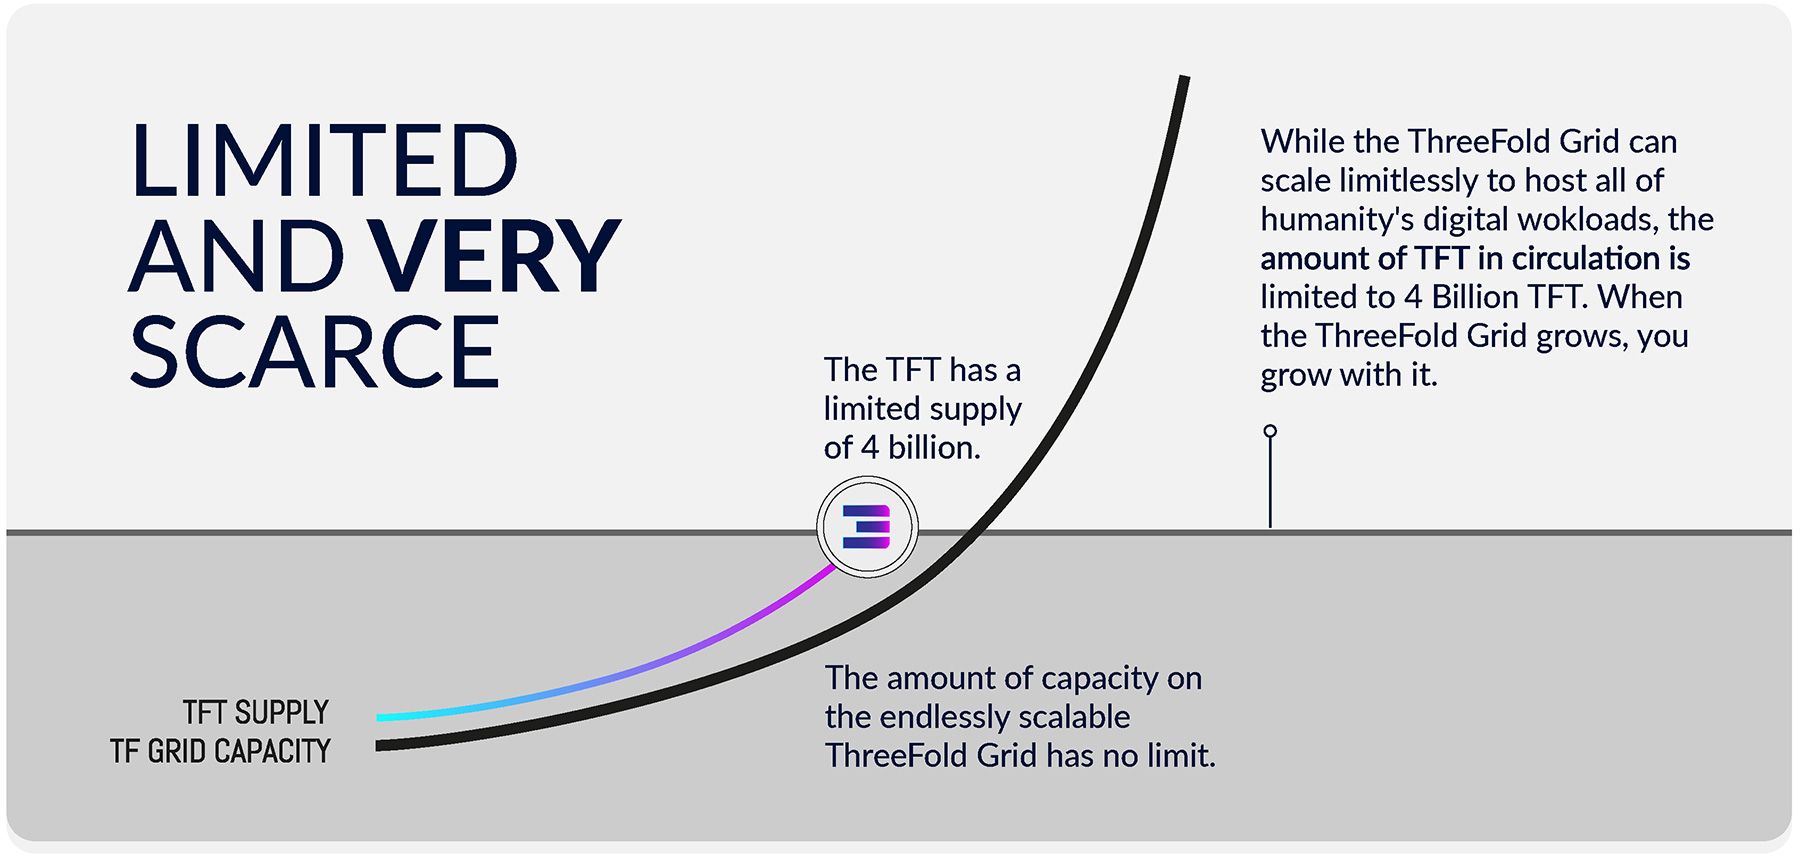 LIMITED
AND VERY
SCARCE
While the ThreeFold Grid can
scale limitlessly to host all of
humanity's digital wokloads, the
amount of TFT in circulation is
limited to 4 Billion TFT. When
the ThreeFold Grid grows, you
grow with it.
The TFT has a
limited supply
of 4 billion.
TFT SUPPLY
TF GRID CAPACITY
The amount of capacity on
the endlessly scalable
ThreeFold Grid has no limit.